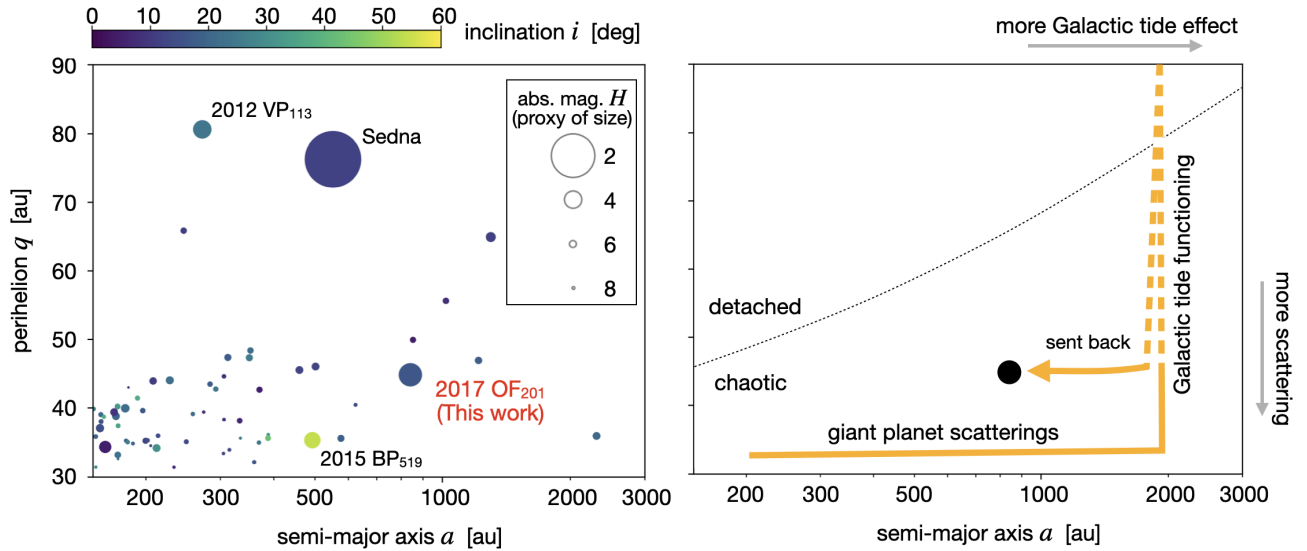 0 10 20 30 40 50 60
inclination i [deg]
90
80
70
60
50
40
30
perihelion q [au]
2012 VP₁₁₃
Sedna
abs. mag. H
(proxy of size)
2
4
6
8
2017 OF₂₀₁
(This work)
2015 BP₅₁₉
200 300 500 1000 2000 3000
semi-major axis a [au]
more Galactic tide effect
detached
chaotic
sent back
giant planet scatterings
Galactic tide functioning
more scattering
200 300 500 1000 2000 3000
semi-major axis a [au]